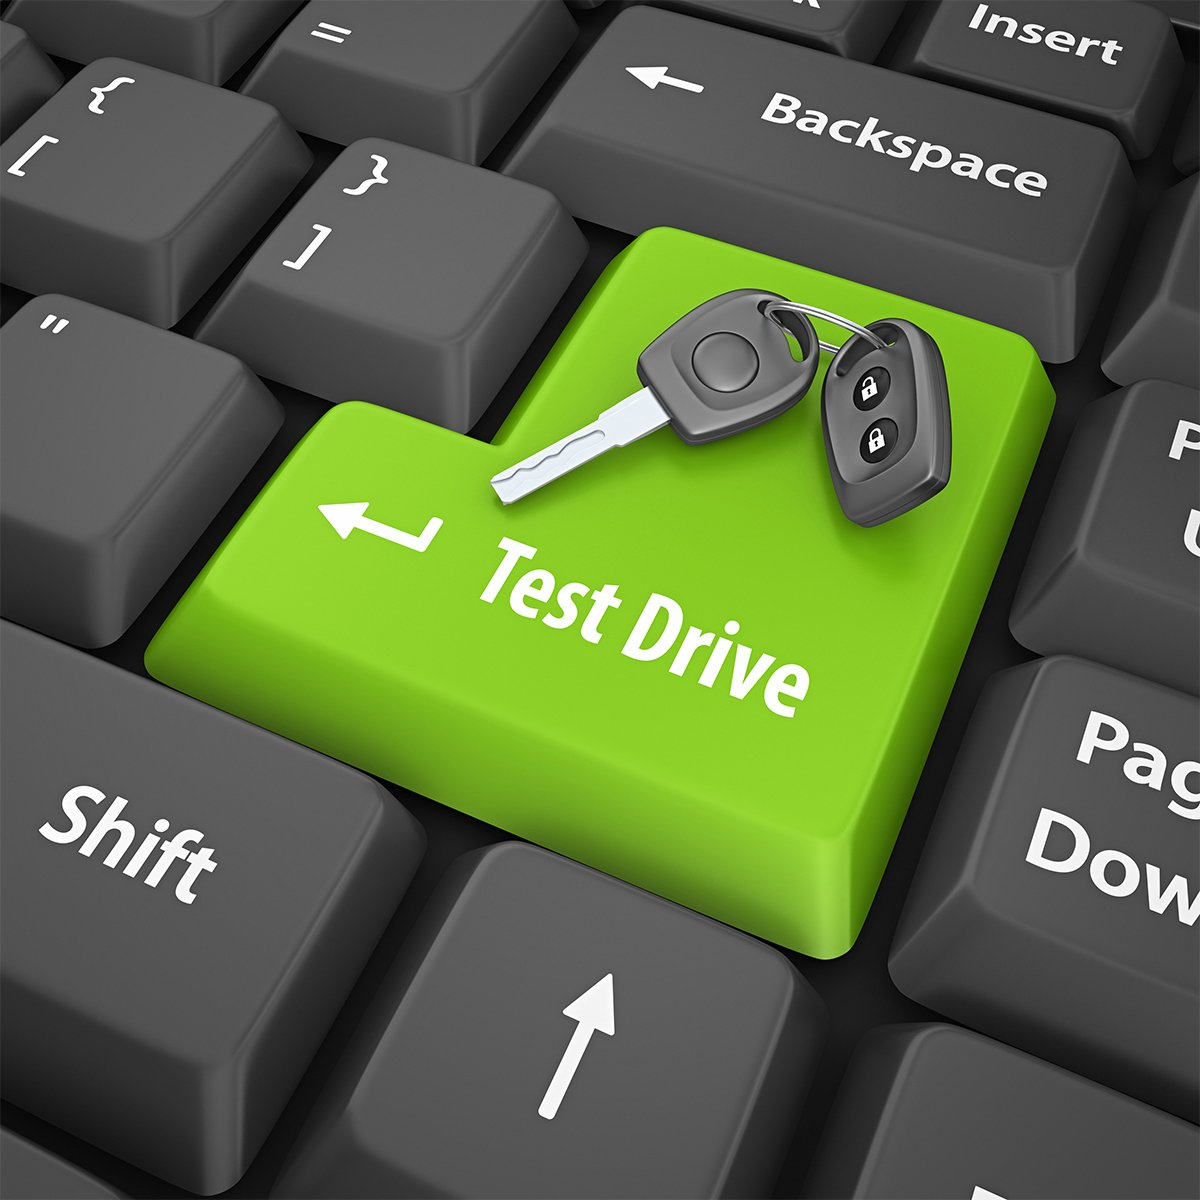 Insert
=
← Backspace
{
[
}
]
"
Test Drive
Shift
Pag
Dow